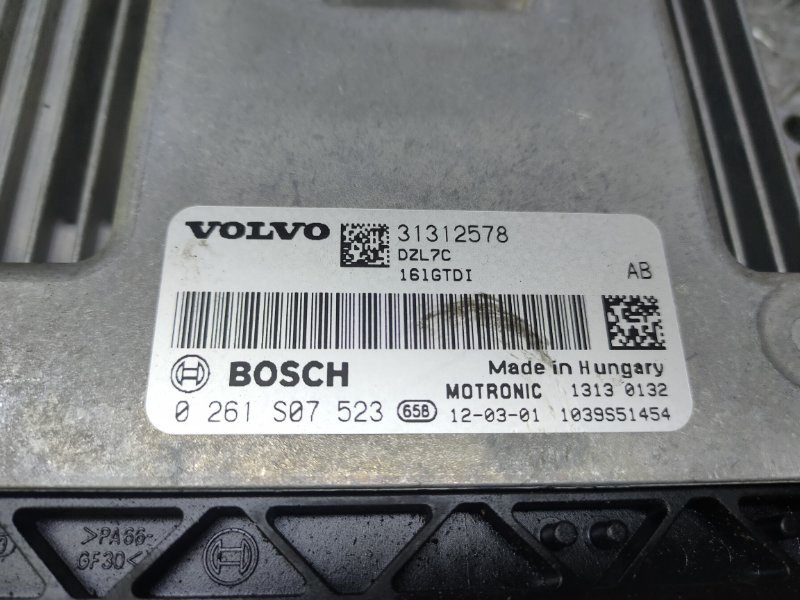 VOLVO 31312578
DZL7C
161GTDI AB
BOSCH Made in Hungary
MOTRONIC 1313 0132
0 261 S07 523 65B 12-03-01 1039S51454
>PA66-
GF30<